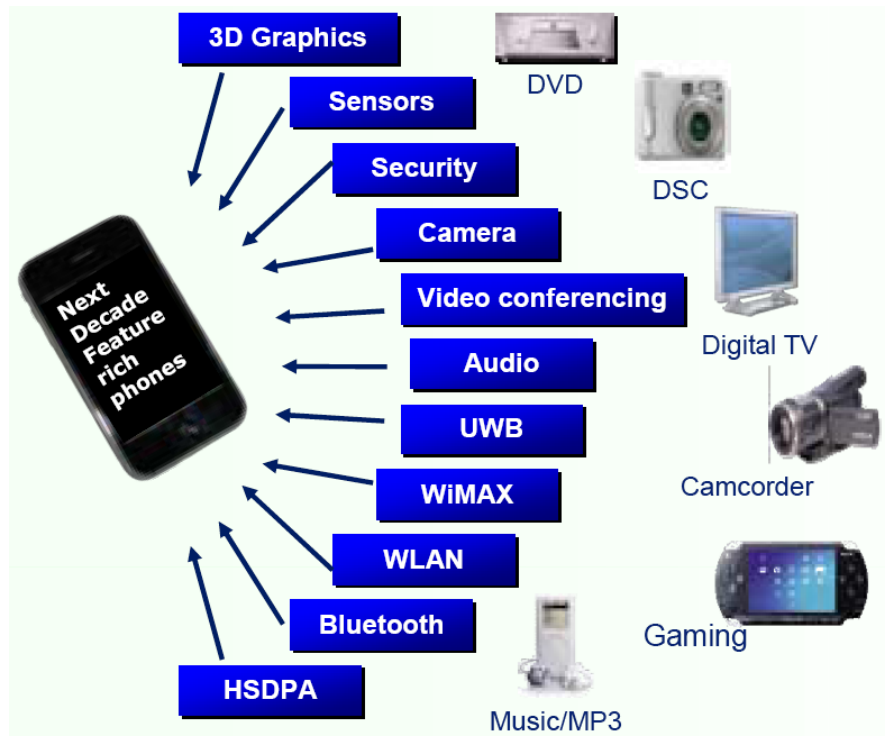 3D Graphics
DVD
Sensors
DSC
Security
Camera
Video conferencing
Digital TV
Next
Decade
Feature
rich
phones
Audio
UWB
WiMAX
Camcorder
WLAN
Bluetooth
Gaming
HSDPA
Music/MP3